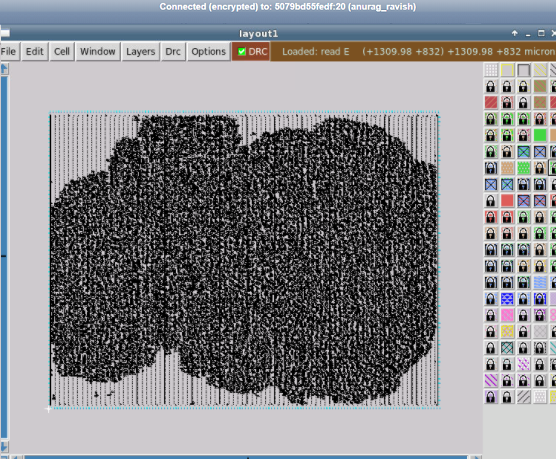 Connected (encrypted) to: 5079bd55fedf:20 (anurag_ravish)
layout1
File Edit Cell Window Layers Drc Options DRC Loaded: read E (+1309.98 +832) +1309.98 +832 micron